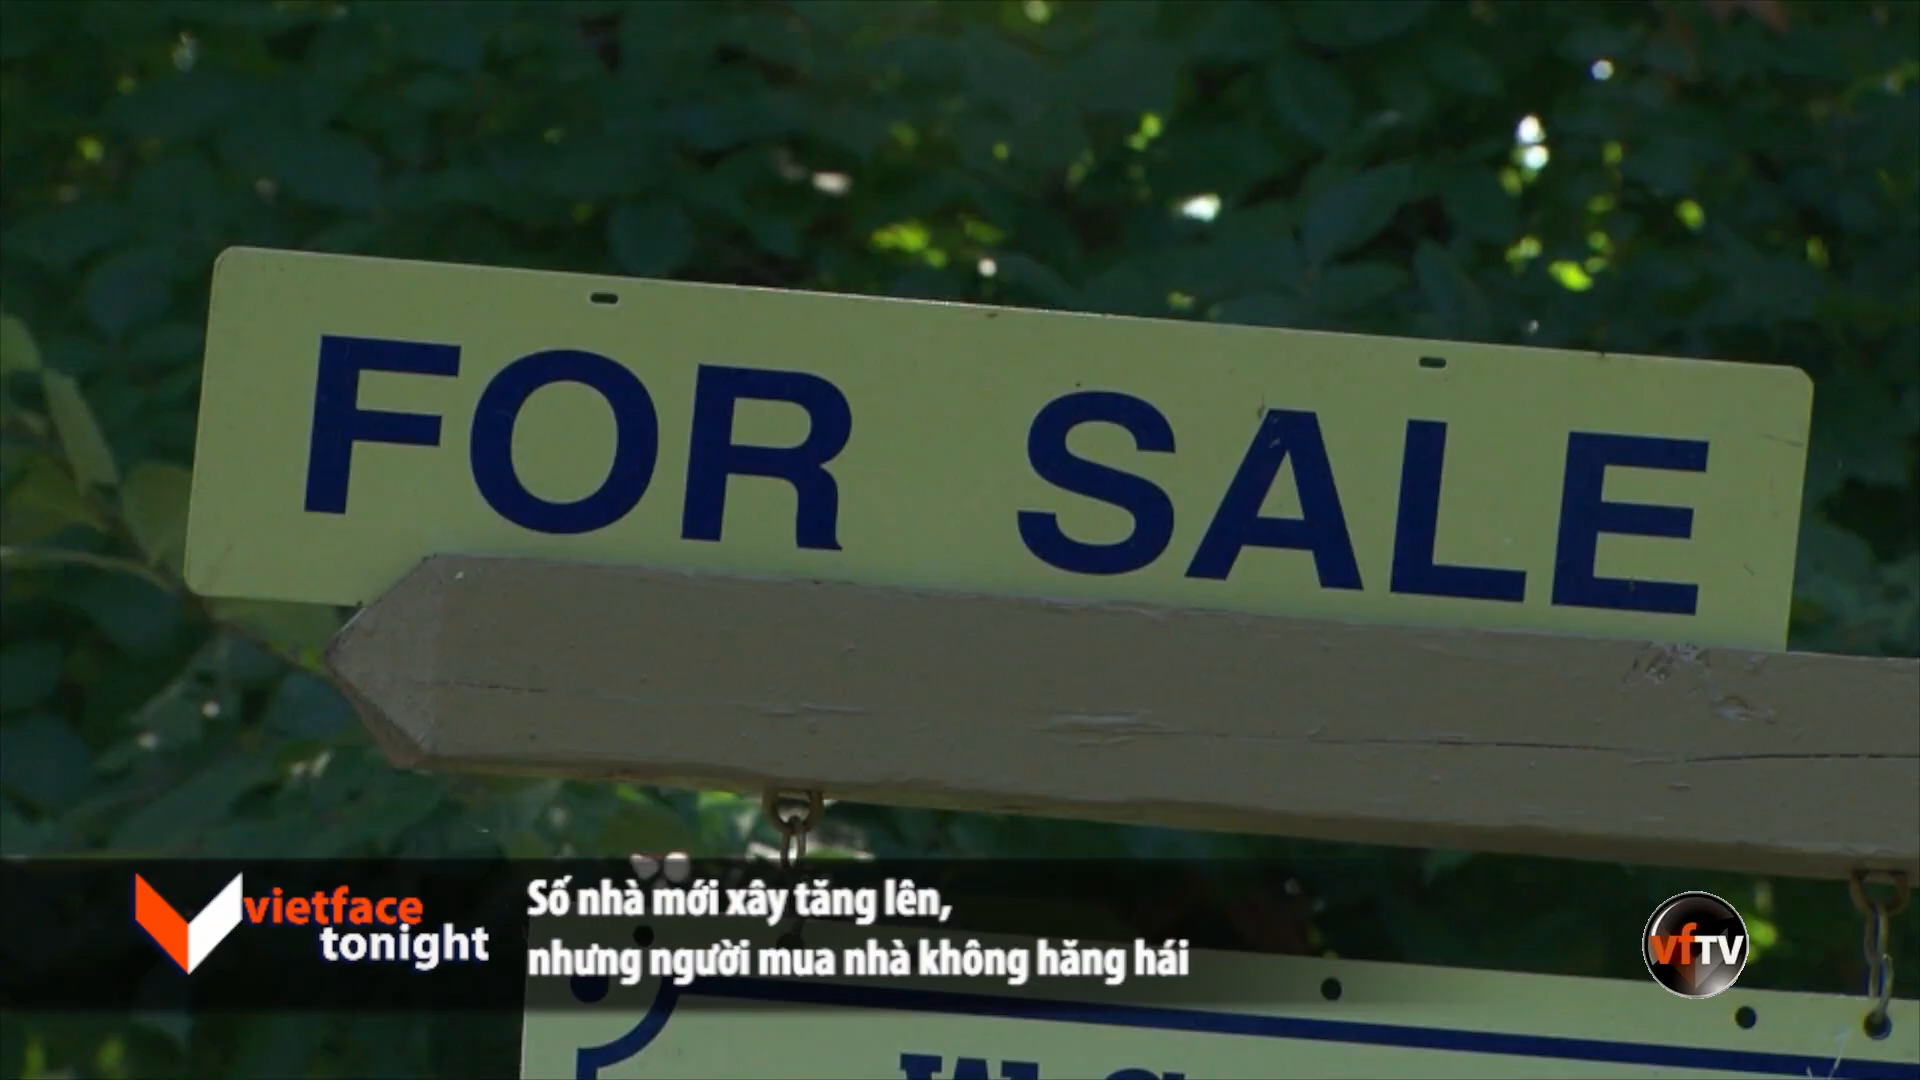 FOR SALE
vietface
tonight
Số nhà mới xây tăng lên,
nhưng người mua nhà không hăng hái
vfTV